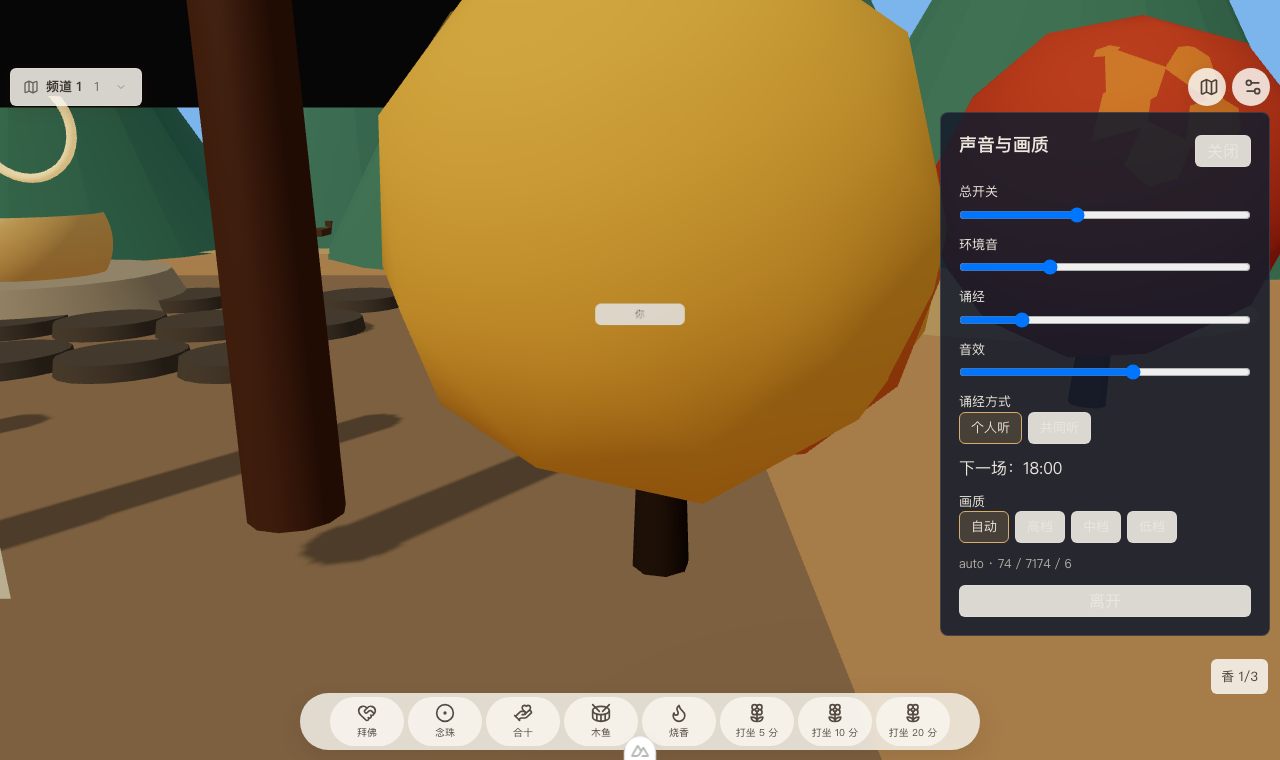 频道 1 1
声音与画质
关闭
总开关
环境音
诵经
音效
诵经方式
个人听 共同听
下一场: 18:00
画质
自动 高档 中档 低档
auto · 74 / 7174 / 6
离开
你
香 1/3
拜佛 念珠 合十 木鱼 烧香 打坐 5 分 打坐 10 分 打坐 20 分